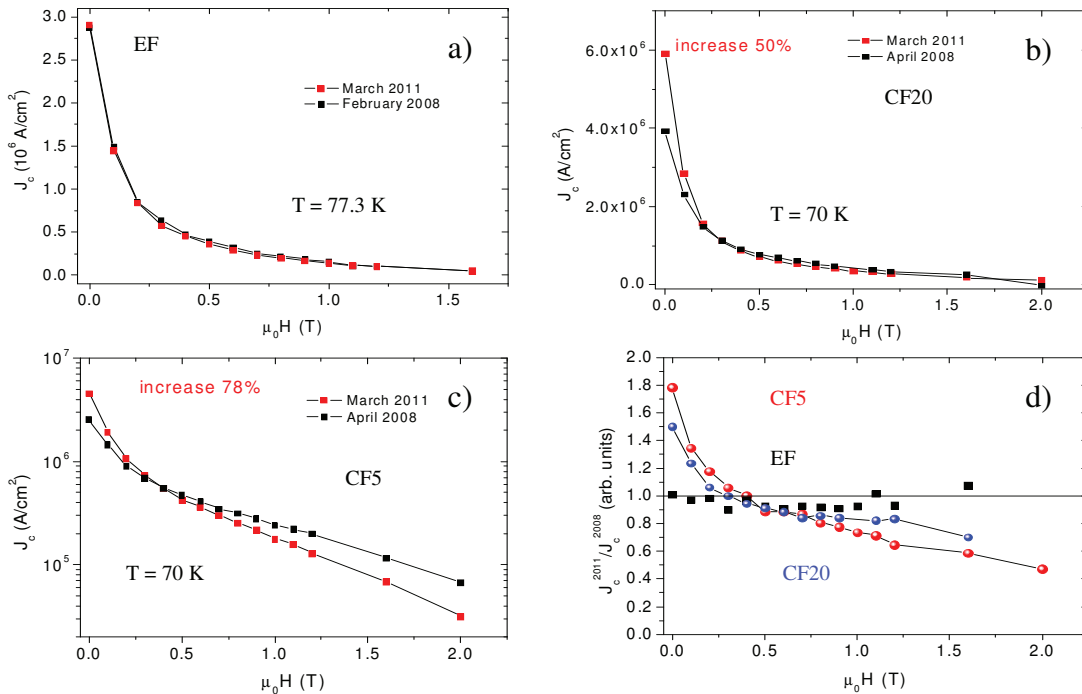 EF
a)
March 2011
February 2008
T = 77.3 K
J_c (10^6 A/cm^2)
3.0
2.5
2.0
1.5
1.0
0.5
0.0
0.0 0.5 1.0 1.5
μ_0H (T)
increase 50%
b)
March 2011
April 2008
CF20
T = 70 K
J_c (A/cm^2)
6.0x10^6
4.0x10^6
2.0x10^6
0.0
0.0 0.5 1.0 1.5 2.0
μ_0H (T)
increase 78%
c)
March 2011
April 2008
CF5
T = 70 K
J_c (A/cm^2)
10^7
10^6
10^5
0.0 0.5 1.0 1.5 2.0
μ_0H (T)
CF5
d)
EF
CF20
J_c^2011/J_c^2008 (arb. units)
2.0
1.8
1.6
1.4
1.2
1.0
0.8
0.6
0.4
0.2
0.0
0.0 0.5 1.0 1.5 2.0
μ_0H (T)